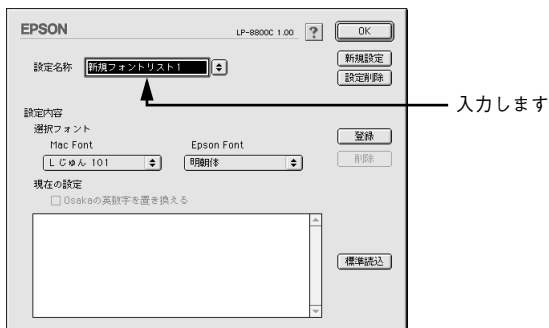 EPSON
LP-8800C 1.00
?
OK
設定名称
新規フォントリスト1
新規設定
設定削除
入力します
設定内容
選択フォント
Mac Font
Epson Font
登録
Lじゅん 101
明朝体
削除
現在の設定
Osakaの英数字を置き換える
標準読込